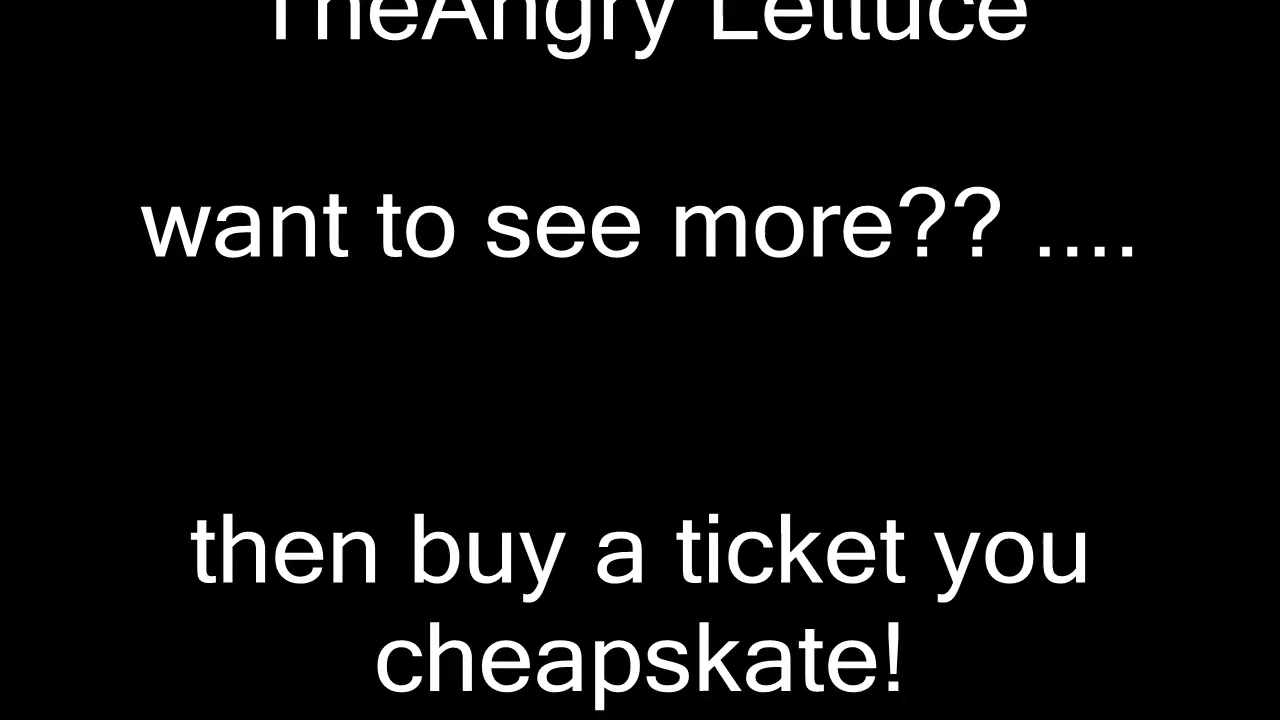 TheAngry Lettuce
want to see more?? ....
then buy a ticket you
cheapskate!